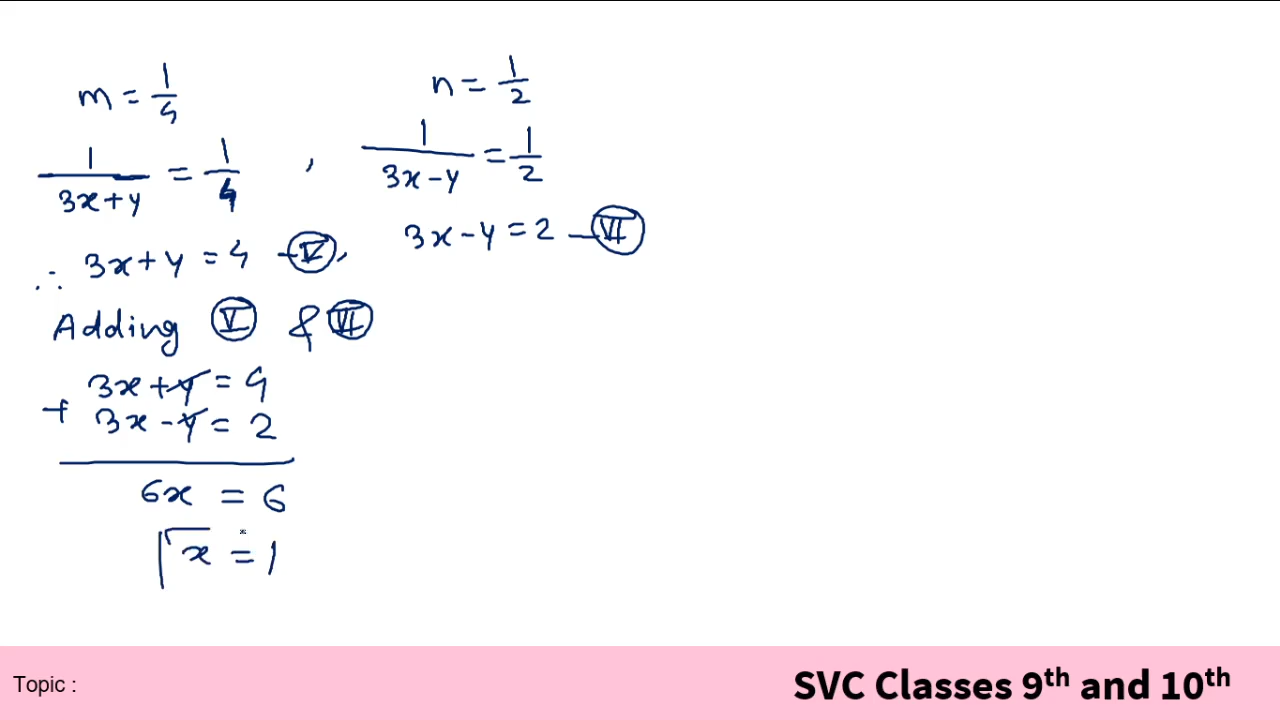 m = 1/4
n = 1/2
1/(3x+y) = 1/4 , 1/(3x-y) = 1/2
∴ 3x+y = 4 —Ⓥ, 3x-y = 2 —(VI)
Adding Ⓥ & (VI)
3x+y = 4
+ 3x-y = 2
6x = 6
x = 1
Topic :
SVC Classes 9th and 10th